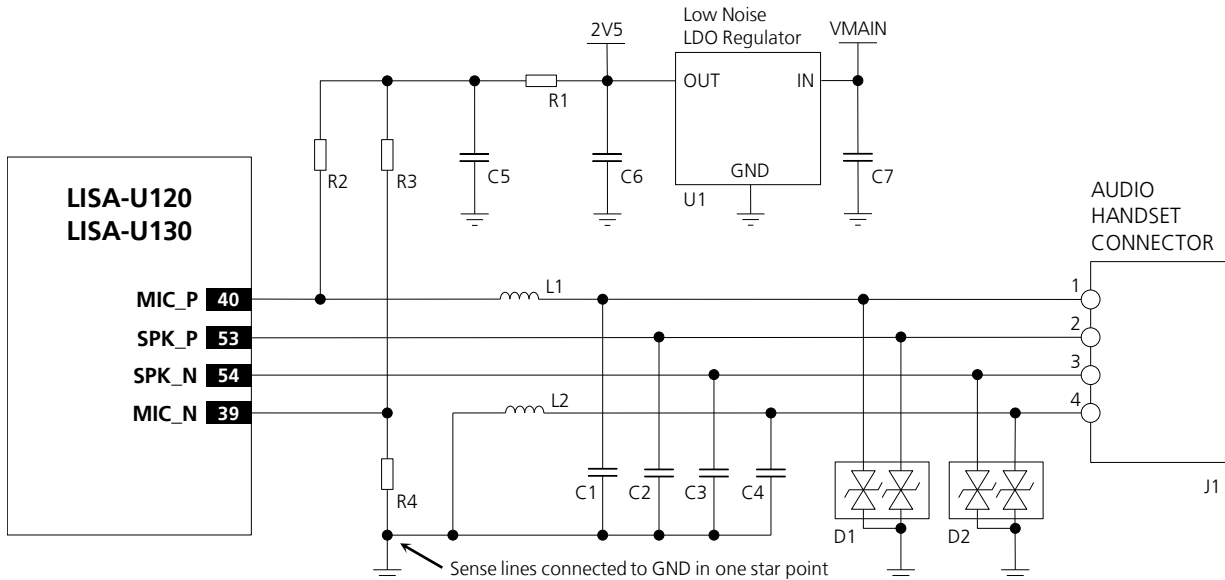 Low Noise
LDO Regulator
2V5
VMAIN
OUT
IN
R1
R2
R3
C5
C6
GND
C7
U1
LISA-U120
LISA-U130
AUDIO
HANDSET
CONNECTOR
MIC_P 40
L1
1
SPK_P 53
2
SPK_N 54
3
MIC_N 39
L2
4
R4
C1
C2
C3
C4
D1
D2
J1
Sense lines connected to GND in one star point